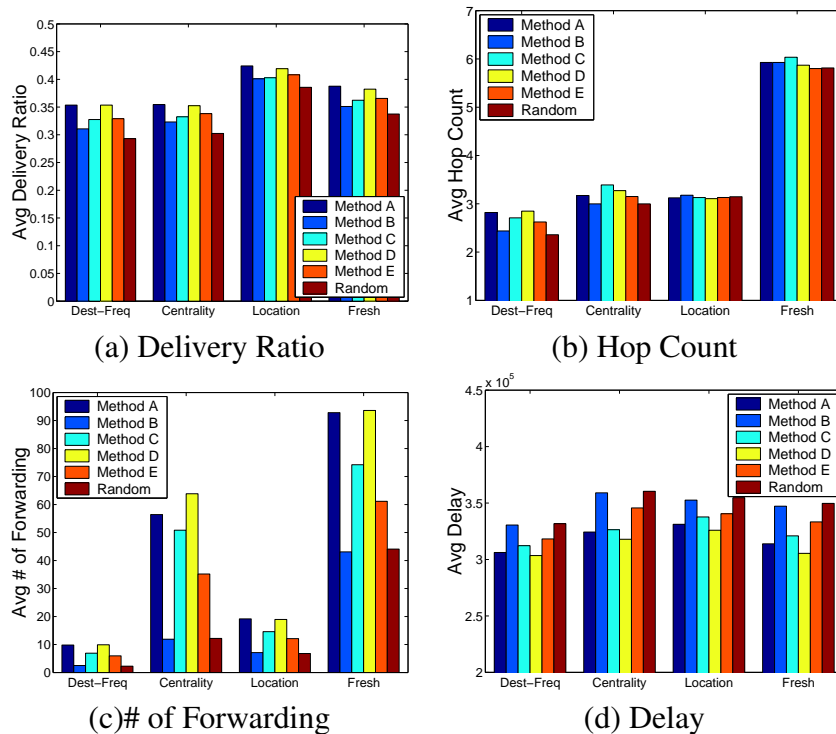 Avg Delivery Ratio
0.5
0.45
0.4
0.35
0.3
0.25
0.2
0.15
0.1
0.05
0
Dest−Freq Centrality Location Fresh
Method A
Method B
Method C
Method D
Method E
Random
(a) Delivery Ratio
Avg Hop Count
7
6
5
4
3
2
1
Dest−Freq Centrality Location Fresh
Method A
Method B
Method C
Method D
Method E
Random
(b) Hop Count
Avg # of Forwarding
100
90
80
70
60
50
40
30
20
10
0
Dest−Freq Centrality Location Fresh
Method A
Method B
Method C
Method D
Method E
Random
(c)# of Forwarding
Avg Delay
x 10⁵
4.5
4
3.5
3
2.5
2
Dest−Freq Centrality Location Fresh
Method A
Method B
Method C
Method D
Method E
Random
(d) Delay